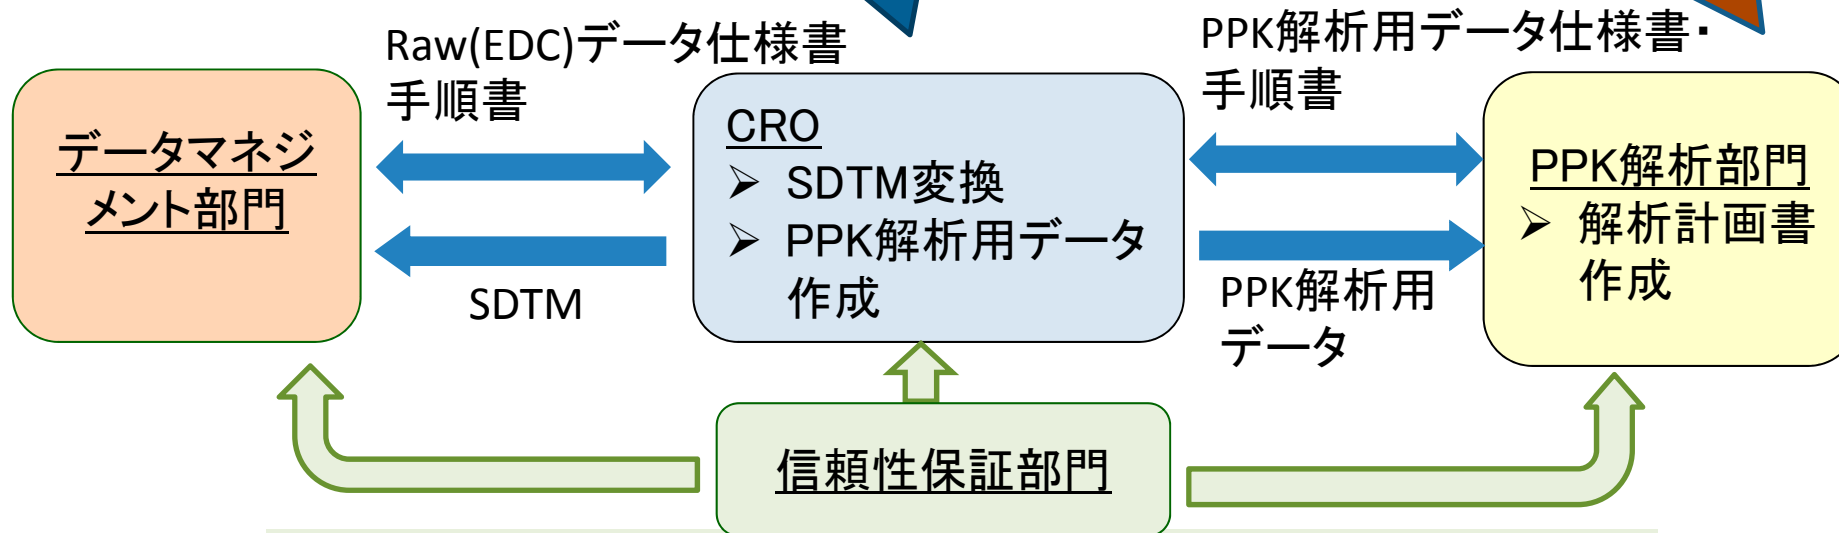 Raw(EDC)データ仕様書
手順書
PPK解析用データ仕様書・
手順書
データマネジ
メント部門
CRO
➢ SDTM変換
➢ PPK解析用データ
作成
PPK解析部門
➢ 解析計画書
作成
SDTM
PPK解析用
データ
信頼性保証部門